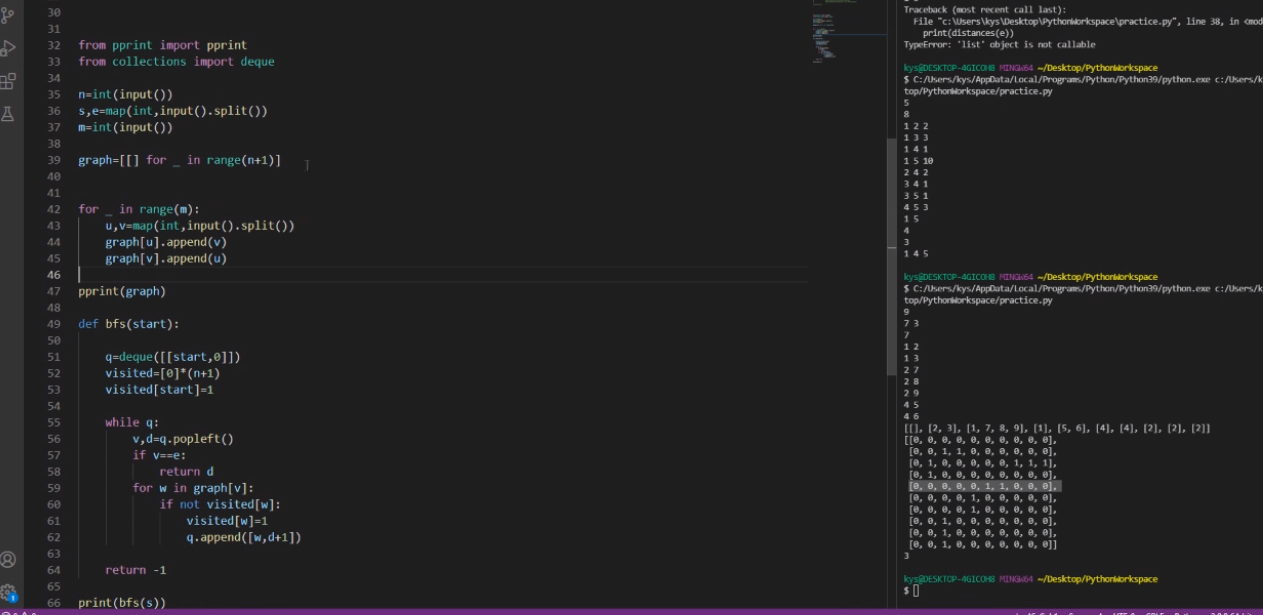 30
31
32 from pprint import pprint
33 from collections import deque
34
35 n=int(input())
36 s,e=map(int,input().split())
37 m=int(input())
38
39 graph=[[] for _ in range(n+1)]
40
41
42 for _ in range(m):
43     u,v=map(int,input().split())
44     graph[u].append(v)
45     graph[v].append(u)
46
47 pprint(graph)
48
49 def bfs(start):
50
51     q=deque([[start,0]])
52     visited=[0]*(n+1)
53     visited[start]=1
54
55     while q:
56         v,d=q.popleft()
57         if v==e:
58             return d
59         for w in graph[v]:
60             if not visited[w]:
61                 visited[w]=1
62                 q.append([w,d+1])
63
64     return -1
65
66 print(bfs(s))
1
Traceback (most recent call last):
  File "c:\Users\kys\Desktop\PythonWorkspace\practice.py", line 38, in <mod
    print(distances(e))
TypeError: 'list' object is not callable
kys@DESKTOP-4GICOH8 MINGW64 ~/Desktop/PythonWorkspace
$ C:/Users/kys/AppData/Local/Programs/Python/Python39/python.exe c:/Users/k
top/PythonWorkspace/practice.py
5
8
1 2 2
1 3 3
1 4 1
1 5 10
2 4 2
3 4 1
3 5 1
4 5 3
1 5
4
3
1 4 5
kys@DESKTOP-4GICOH8 MINGW64 ~/Desktop/PythonWorkspace
$ C:/Users/kys/AppData/Local/Programs/Python/Python39/python.exe c:/Users/k
top/PythonWorkspace/practice.py
9
7 3
7
1 2
1 3
2 7
2 8
2 9
4 5
4 6
[[], [2, 3], [1, 7, 8, 9], [1], [5, 6], [4], [4], [2], [2], [2]]
[[0, 0, 0, 0, 0, 0, 0, 0, 0, 0],
 [0, 0, 1, 1, 0, 0, 0, 0, 0, 0],
 [0, 1, 0, 0, 0, 0, 0, 1, 1, 1],
 [0, 1, 0, 0, 0, 0, 0, 0, 0, 0],
 [0, 0, 0, 0, 0, 1, 1, 0, 0, 0],
 [0, 0, 0, 0, 1, 0, 0, 0, 0, 0],
 [0, 0, 0, 0, 1, 0, 0, 0, 0, 0],
 [0, 0, 1, 0, 0, 0, 0, 0, 0, 0],
 [0, 0, 1, 0, 0, 0, 0, 0, 0, 0],
 [0, 0, 1, 0, 0, 0, 0, 0, 0, 0]]
3
kys@DESKTOP-4GICOH8 MINGW64 ~/Desktop/PythonWorkspace
$